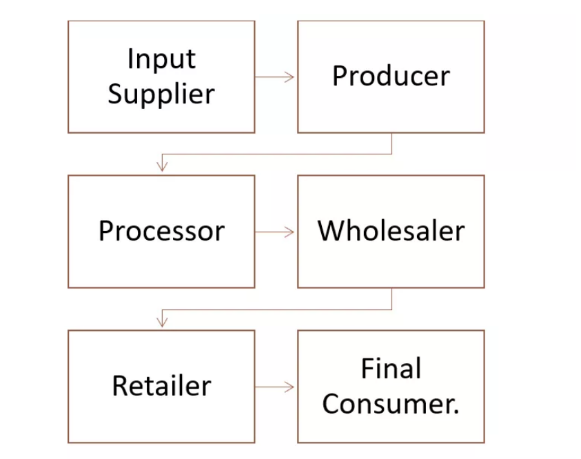 Input
Supplier
Producer
Processor
Wholesaler
Retailer
Final
Consumer.